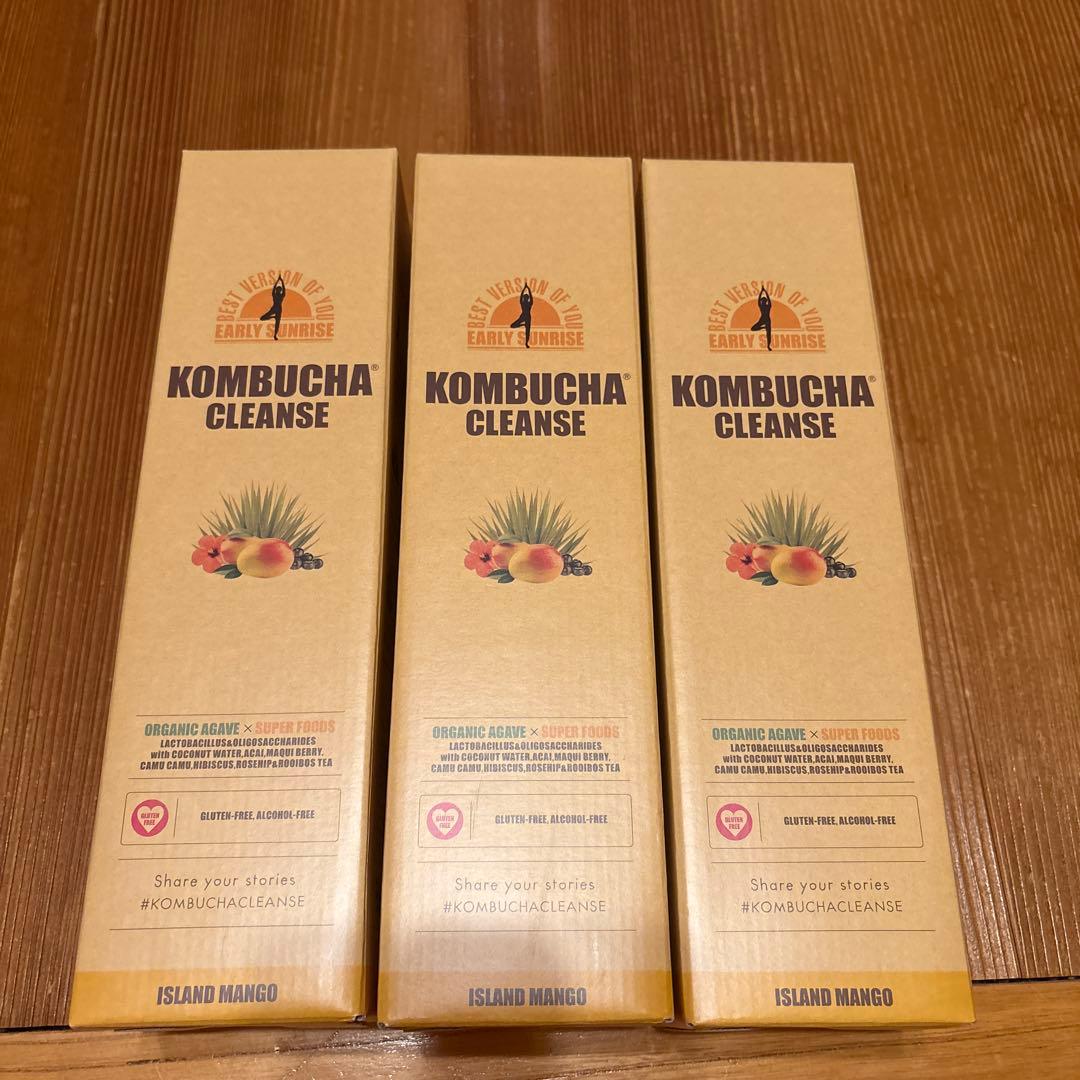 BEST VERSION OF YOU
EARLY SUNRISE
KOMBUCHA®
CLEANSE
ORGANIC AGAVE × SUPER FOODS
LACTOBACILLUS&OLIGOSACCHARIDES
with COCONUT WATER,ACAI,MAQUI BERRY,
CAMU CAMU,HIBISCUS,ROSEHIP&ROOIBOS TEA
GLUTEN
FREE
GLUTEN-FREE, ALCOHOL-FREE
Share your stories
#KOMBUCHACLEANSE
ISLAND MANGO
BEST VERSION OF YOU
EARLY SUNRISE
KOMBUCHA®
CLEANSE
ORGANIC AGAVE × SUPER FOODS
LACTOBACILLUS&OLIGOSACCHARIDES
with COCONUT WATER,ACAI,MAQUI BERRY,
CAMU CAMU,HIBISCUS,ROSEHIP&ROOIBOS TEA
GLUTEN
FREE
GLUTEN-FREE, ALCOHOL-FREE
Share your stories
#KOMBUCHACLEANSE
ISLAND MANGO
BEST VERSION OF YOU
EARLY SUNRISE
KOMBUCHA®
CLEANSE
ORGANIC AGAVE × SUPER FOODS
LACTOBACILLUS&OLIGOSACCHARIDES
with COCONUT WATER,ACAI,MAQUI BERRY,
CAMU CAMU,HIBISCUS,ROSEHIP&ROOIBOS TEA
GLUTEN
FREE
GLUTEN-FREE, ALCOHOL-FREE
Share your stories
#KOMBUCHACLEANSE
ISLAND MANGO